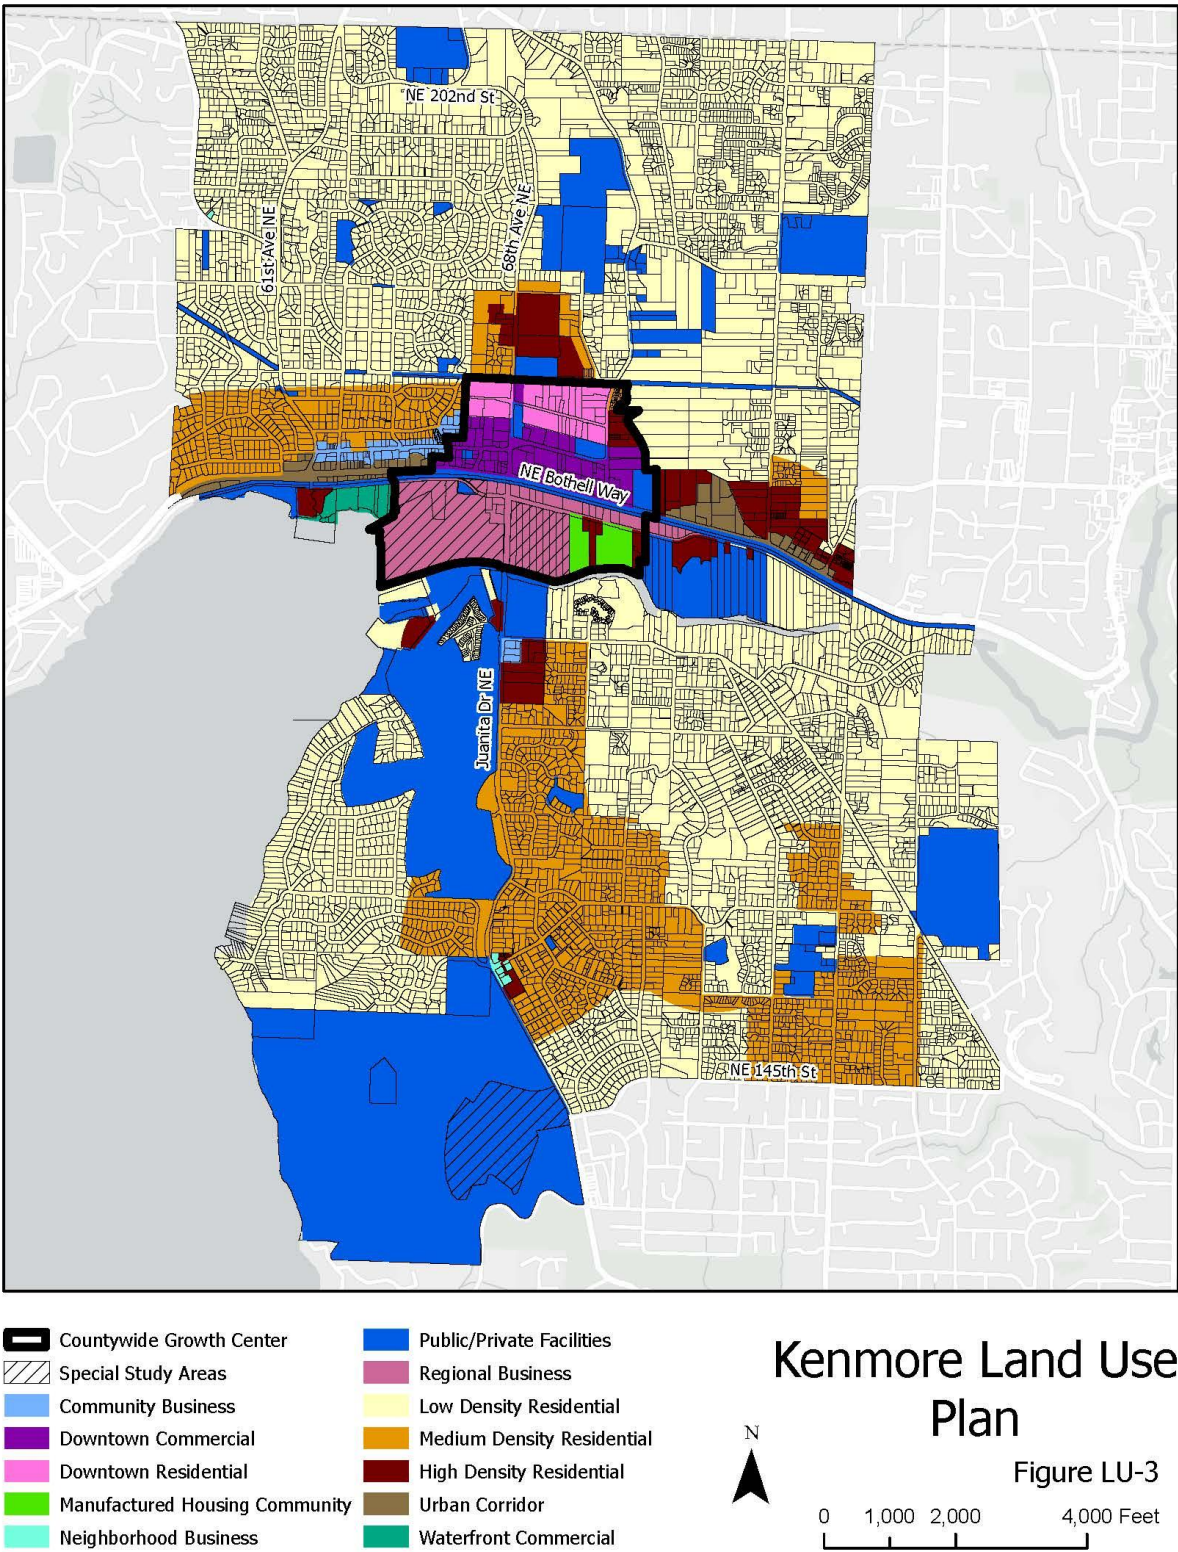 NE 202nd St
68th Ave NE
61st Ave NE
NE Bothell Way
Juanita Dr NE
NE 145th St
Countywide Growth Center
Special Study Areas
Community Business
Downtown Commercial
Downtown Residential
Manufactured Housing Community
Neighborhood Business
Public/Private Facilities
Regional Business
Low Density Residential
Medium Density Residential
High Density Residential
Urban Corridor
Waterfront Commercial
N
Kenmore Land Use
Plan
Figure LU-3
0 1,000 2,000 4,000 Feet